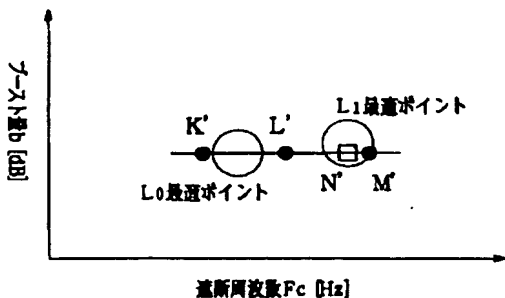 ブースト量b [dB]
L1最適ポイント
K'
L'
L0最適ポイント
N'
M'
遮断周波数Fc [Hz]